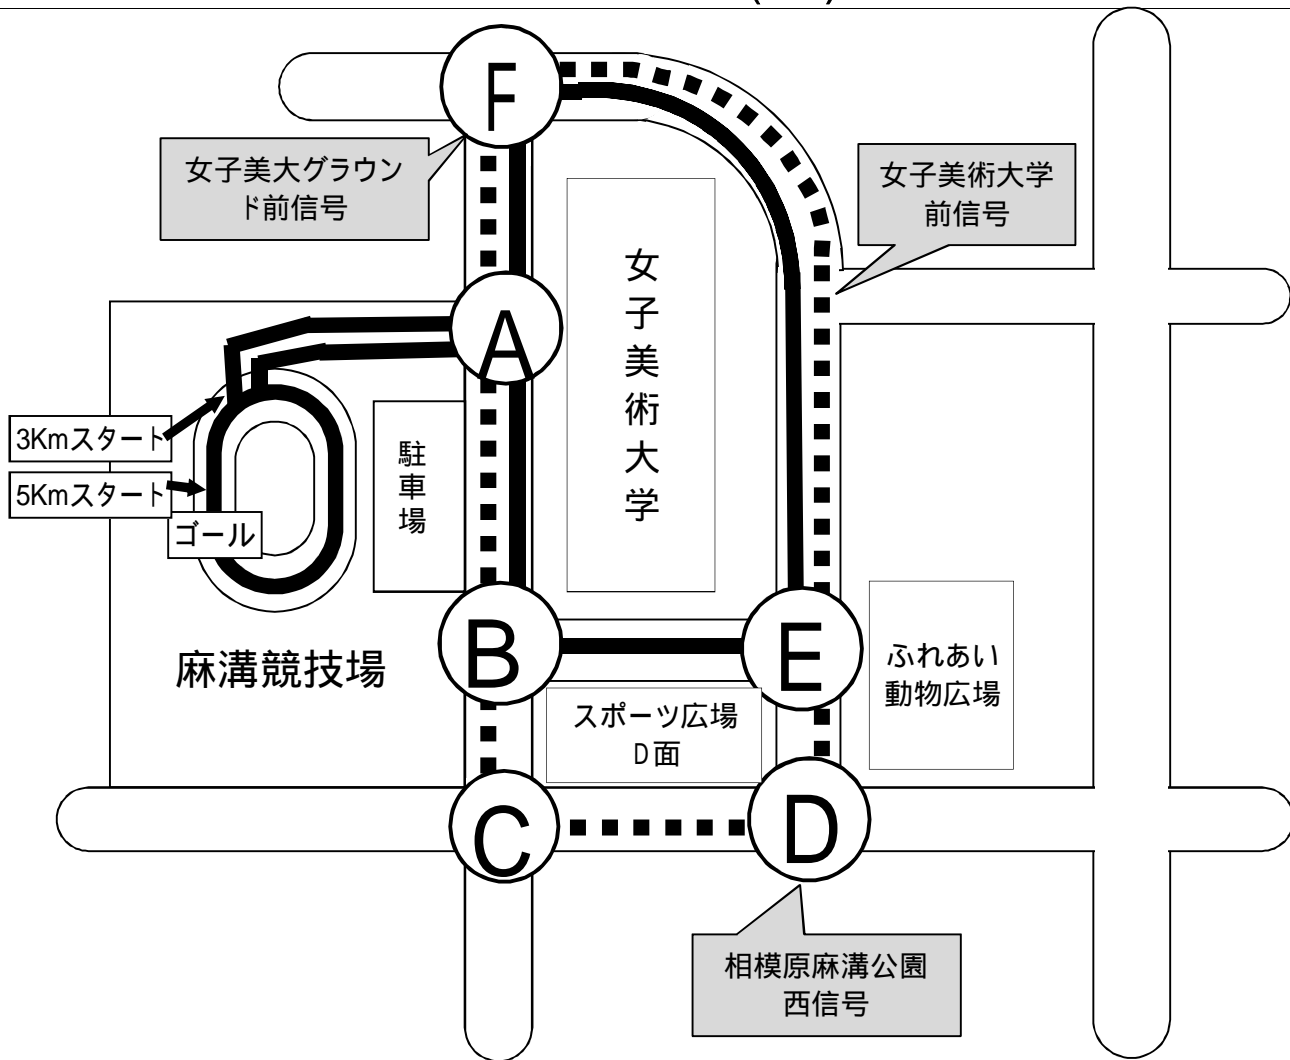 F
女子美大グラウン
ド前信号
女子美術大学
前信号
女子美術大学
A
3Kmスタート
5Kmスタート
ゴール
駐車場
麻溝競技場
B
E
ふれあい
動物広場
スポーツ広場
D面
C
D
相模原麻溝公園
西信号